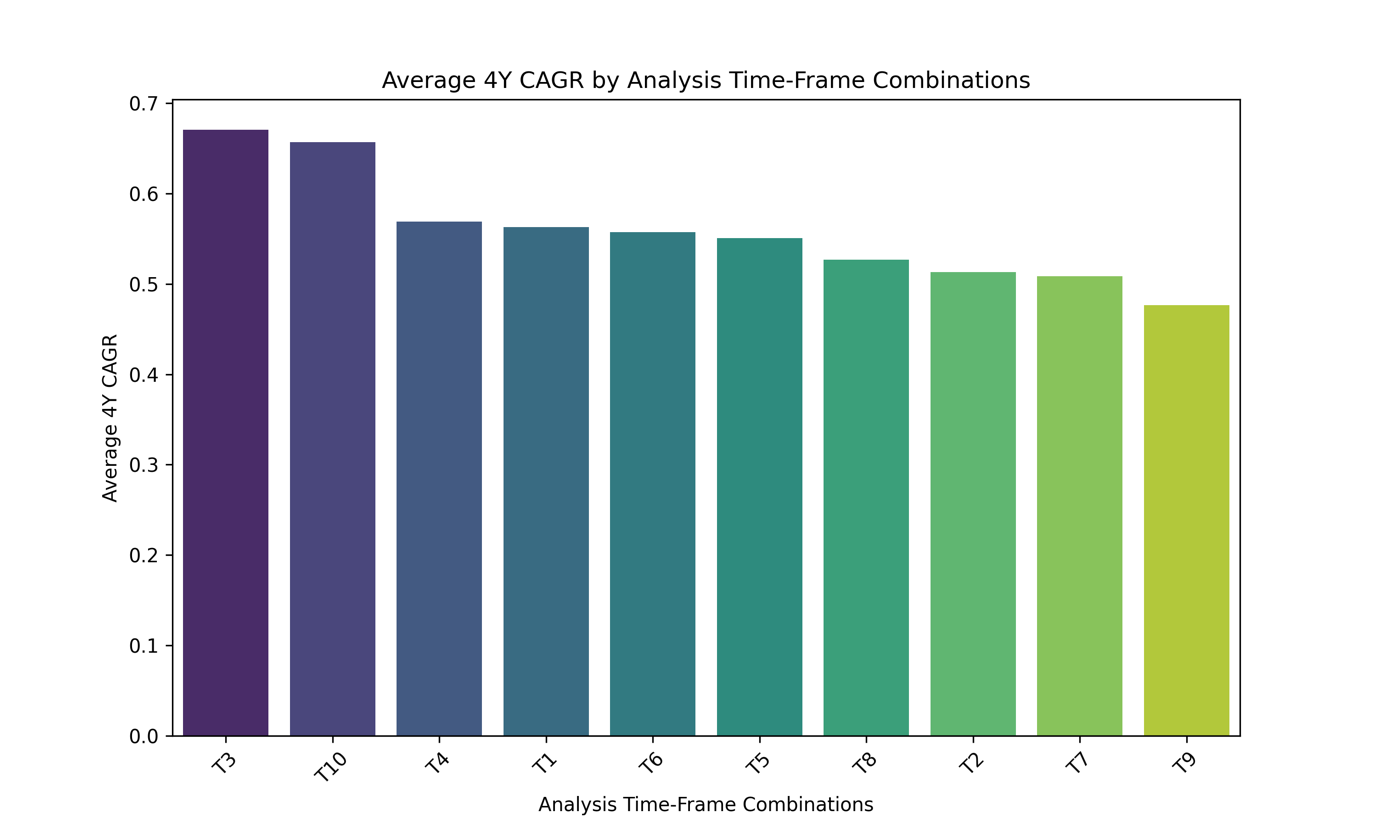 Average 4Y CAGR by Analysis Time-Frame Combinations
0.7
0.6
0.5
0.4
0.3
0.2
0.1
0.0
Average 4Y CAGR
T3 T10 T4 T1 T6 T5 T8 T2 T7 T9
Analysis Time-Frame Combinations